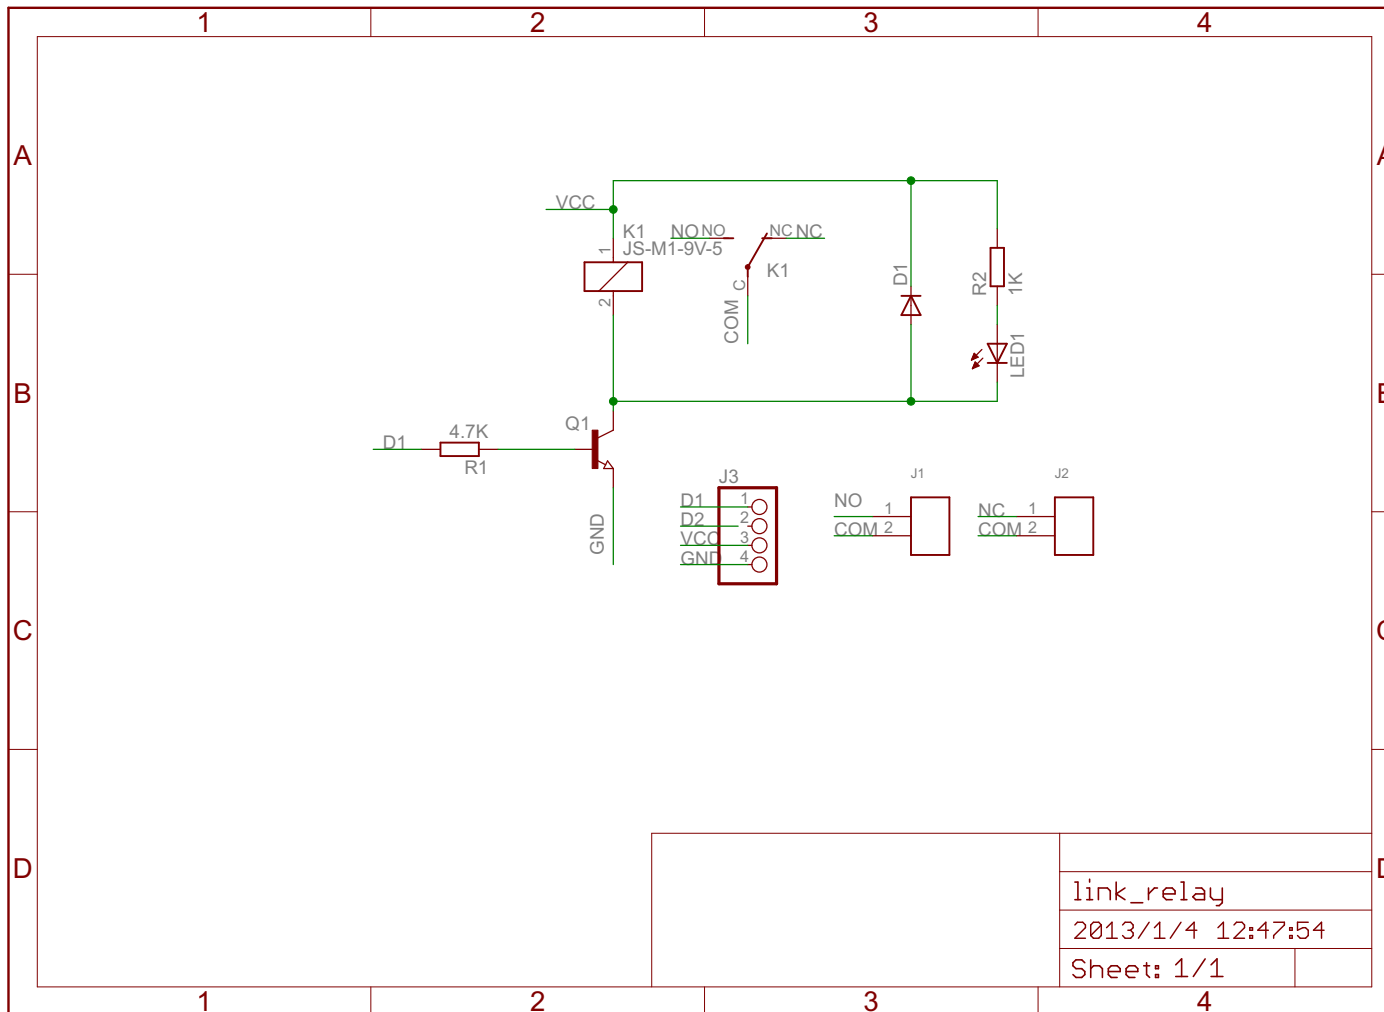 1 2 3 4
A A
VCC
K1
JS-M1-9V-5
1
2
NO NO
NC NC
K1
C
COM
D1
R2
1K
LED1
B B
D1
4.7K
R1
Q1
GND
J3
D1 1
D2 2
VCC 3
GND 4
J1
NO 1
COM 2
J2
NC 1
COM 2
C C
D D
link_relay
2013/1/4 12:47:54
Sheet: 1/1
1 2 3 4